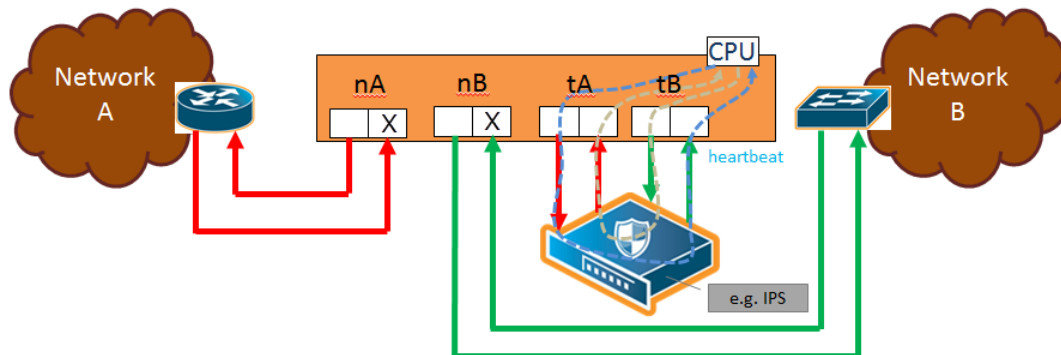 Network
A
nA
nB
tA
tB
CPU
X
X
heartbeat
e.g. IPS
Network
B